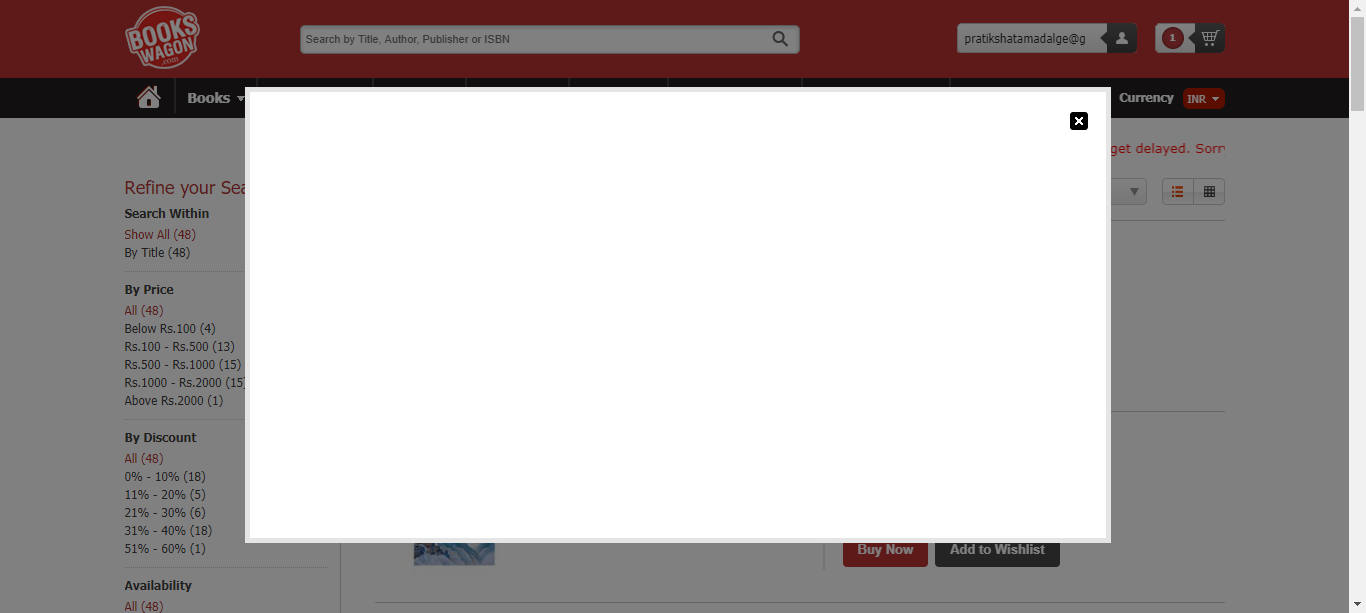 BOOKS
WAGON
.com
Search by Title, Author, Publisher or ISBN
pratikshatamadalge@g
1
Books
Currency
INR
get delayed. Sorr
Refine your Sea
Search Within
Show All (48)
By Title (48)
By Price
All (48)
Below Rs.100 (4)
Rs.100 - Rs.500 (13)
Rs.500 - Rs.1000 (15)
Rs.1000 - Rs.2000 (15)
Above Rs.2000 (1)
By Discount
All (48)
0% - 10% (18)
11% - 20% (5)
21% - 30% (6)
31% - 40% (18)
51% - 60% (1)
Buy Now
Add to Wishlist
Availability
All (48)